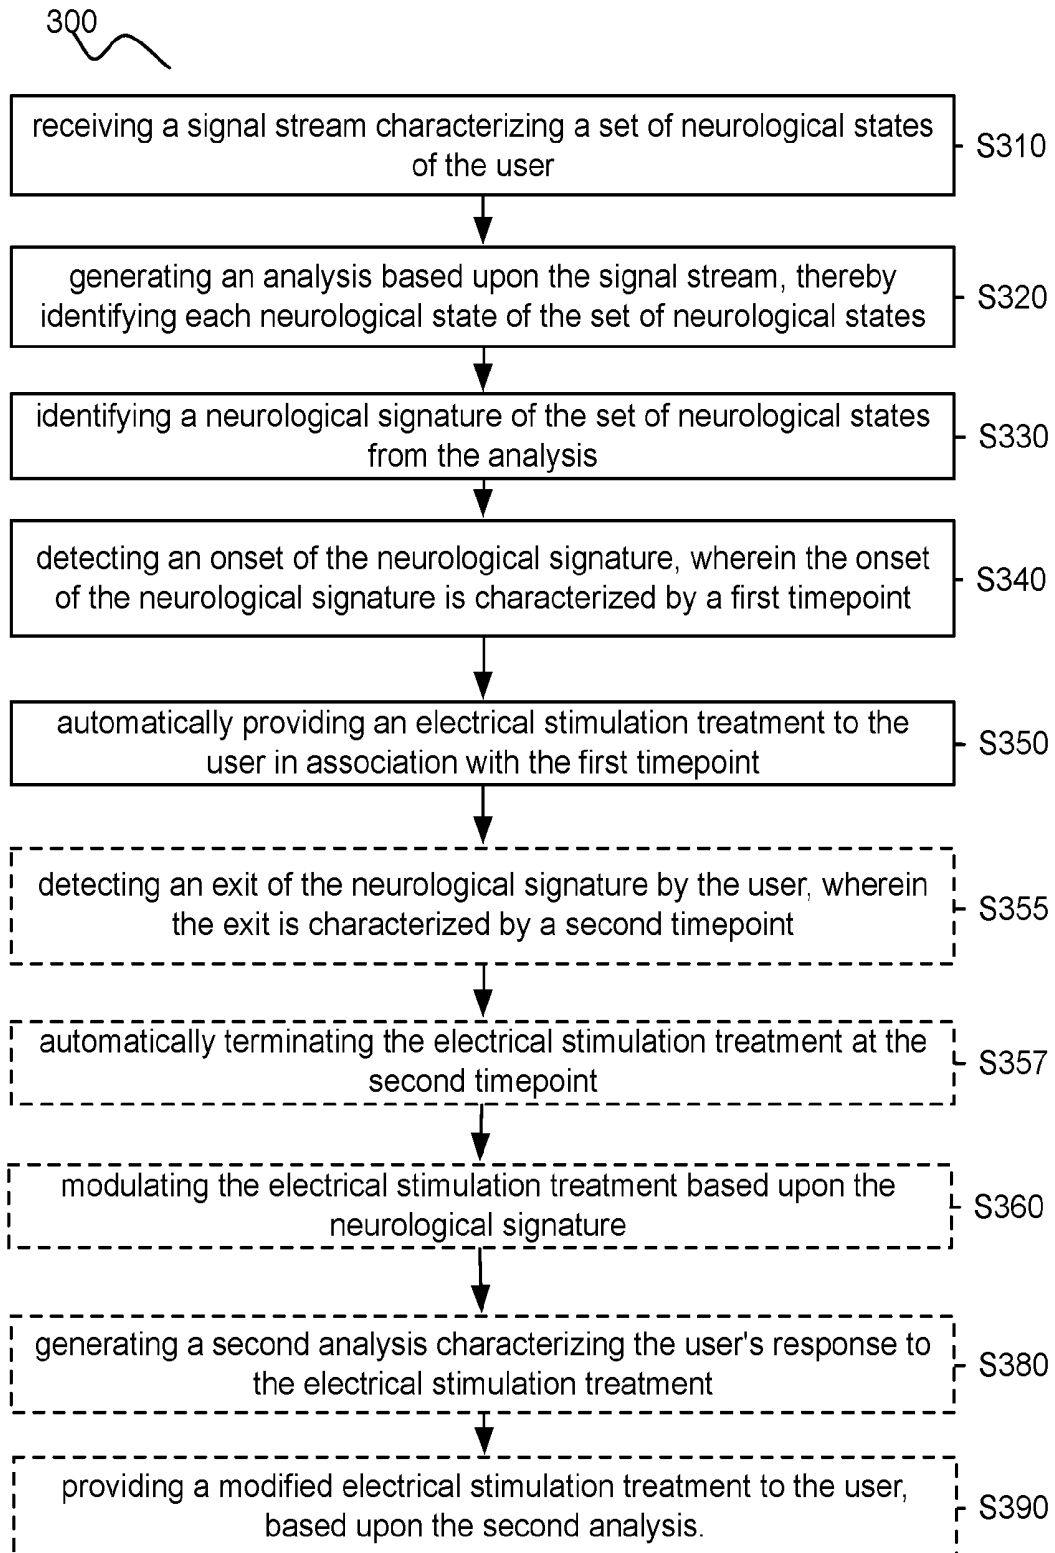 300
receiving a signal stream characterizing a set of neurological states
of the user
S310
generating an analysis based upon the signal stream, thereby
identifying each neurological state of the set of neurological states
S320
identifying a neurological signature of the set of neurological states
from the analysis
S330
detecting an onset of the neurological signature, wherein the onset
of the neurological signature is characterized by a first timepoint
S340
automatically providing an electrical stimulation treatment to the
user in association with the first timepoint
S350
detecting an exit of the neurological signature by the user, wherein
the exit is characterized by a second timepoint
S355
automatically terminating the electrical stimulation treatment at the
second timepoint
S357
modulating the electrical stimulation treatment based upon the
neurological signature
S360
generating a second analysis characterizing the user's response to
the electrical stimulation treatment
S380
providing a modified electrical stimulation treatment to the user,
based upon the second analysis.
S390